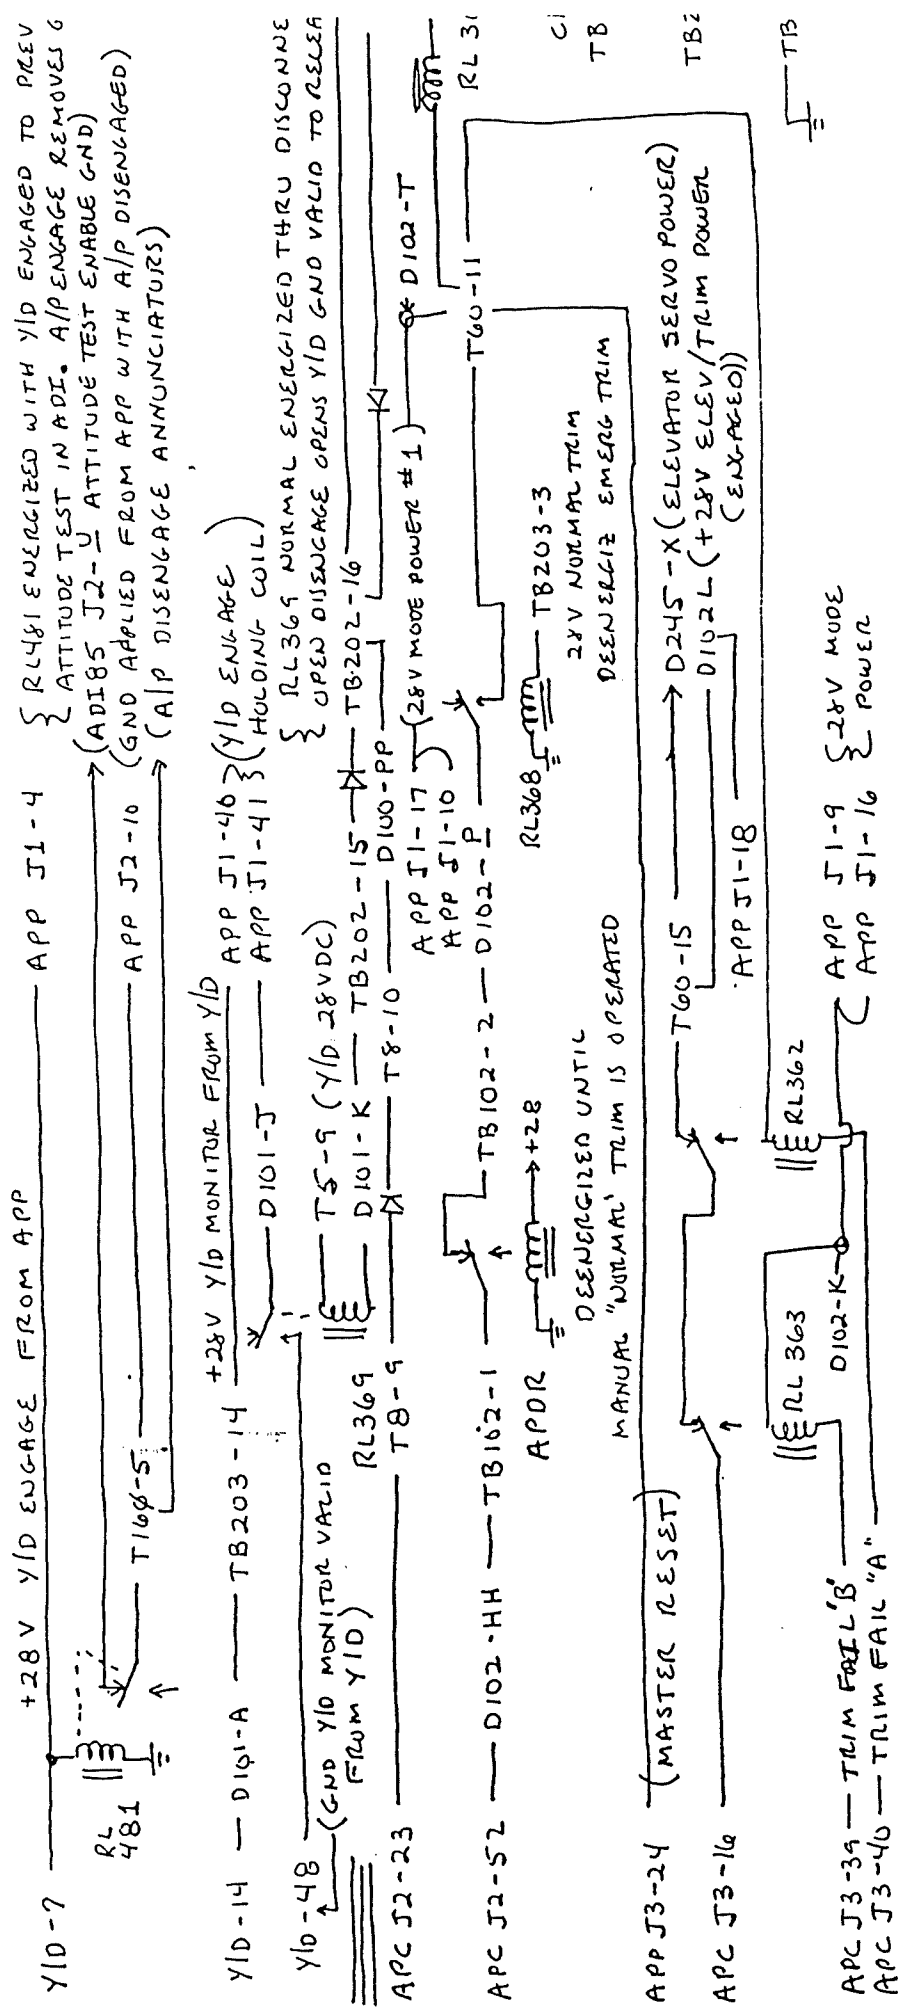 Y/D-7 +28V Y/D ENGAGE FROM APP APP J1-4 { RL481 ENERGIZED WITH Y/D ENGAGED TO PREV
ATTITUDE TEST IN ADI. A/P ENGAGE REMOVES G
RL
481
(ADI85 J2-U ATTITUDE TEST ENABLE GND)
T160-5 APP J2-10 (GND APPLIED FROM APP WITH A/P DISENGAGED)
(A/P DISENGAGE ANNUNCIATURS)
Y/D-14 D101-A TB203-14 +28V Y/D MONITOR FROM Y/D APP J1-40 } (Y/D ENGAGE
D101-J APP J1-41 } (HOLDING COIL)
Y/D-48 (GND Y/D MONITOR VALID
FROM Y/D)
{ RL369 NORMAL ENERGIZED THRU DISCONNE
OPEN DISENGAGE OPENS Y/D GND VALID TO RELEA
RL369 T5-9 (Y/D 28VDC)
D101-K TB202-15 TB202-16
APC J2-23 T8-9 T8-10 D100-PP
APP J1-17 } (28V MODE POWER #1) D102-T
APP J1-10
RL 31
APC J2-52 D102-HH TB102-1 TB102-2 D102-P T60-11
APDR +28
RL368 TB203-3
28V NORMAL TRIM
DEENERGIZ EMERG TRIM
DEENERGIZED UNTIL
MANUAL "NORMAL" TRIM IS OPERATED
CI
TB
APP J3-24 (MASTER RESET)
APC J3-16 T60-15 D245-X (ELEVATOR SERVO POWER)
D102L (+28V ELEV/TRIM POWER
(ENGAGED))
APP J1-18
TB2
RL 363 RL362
D102-K
TB
APC J3-39 TRIM FAIL "B" APP J1-9 { 28V MODE
APC J3-40 TRIM FAIL "A" APP J1-16 { POWER